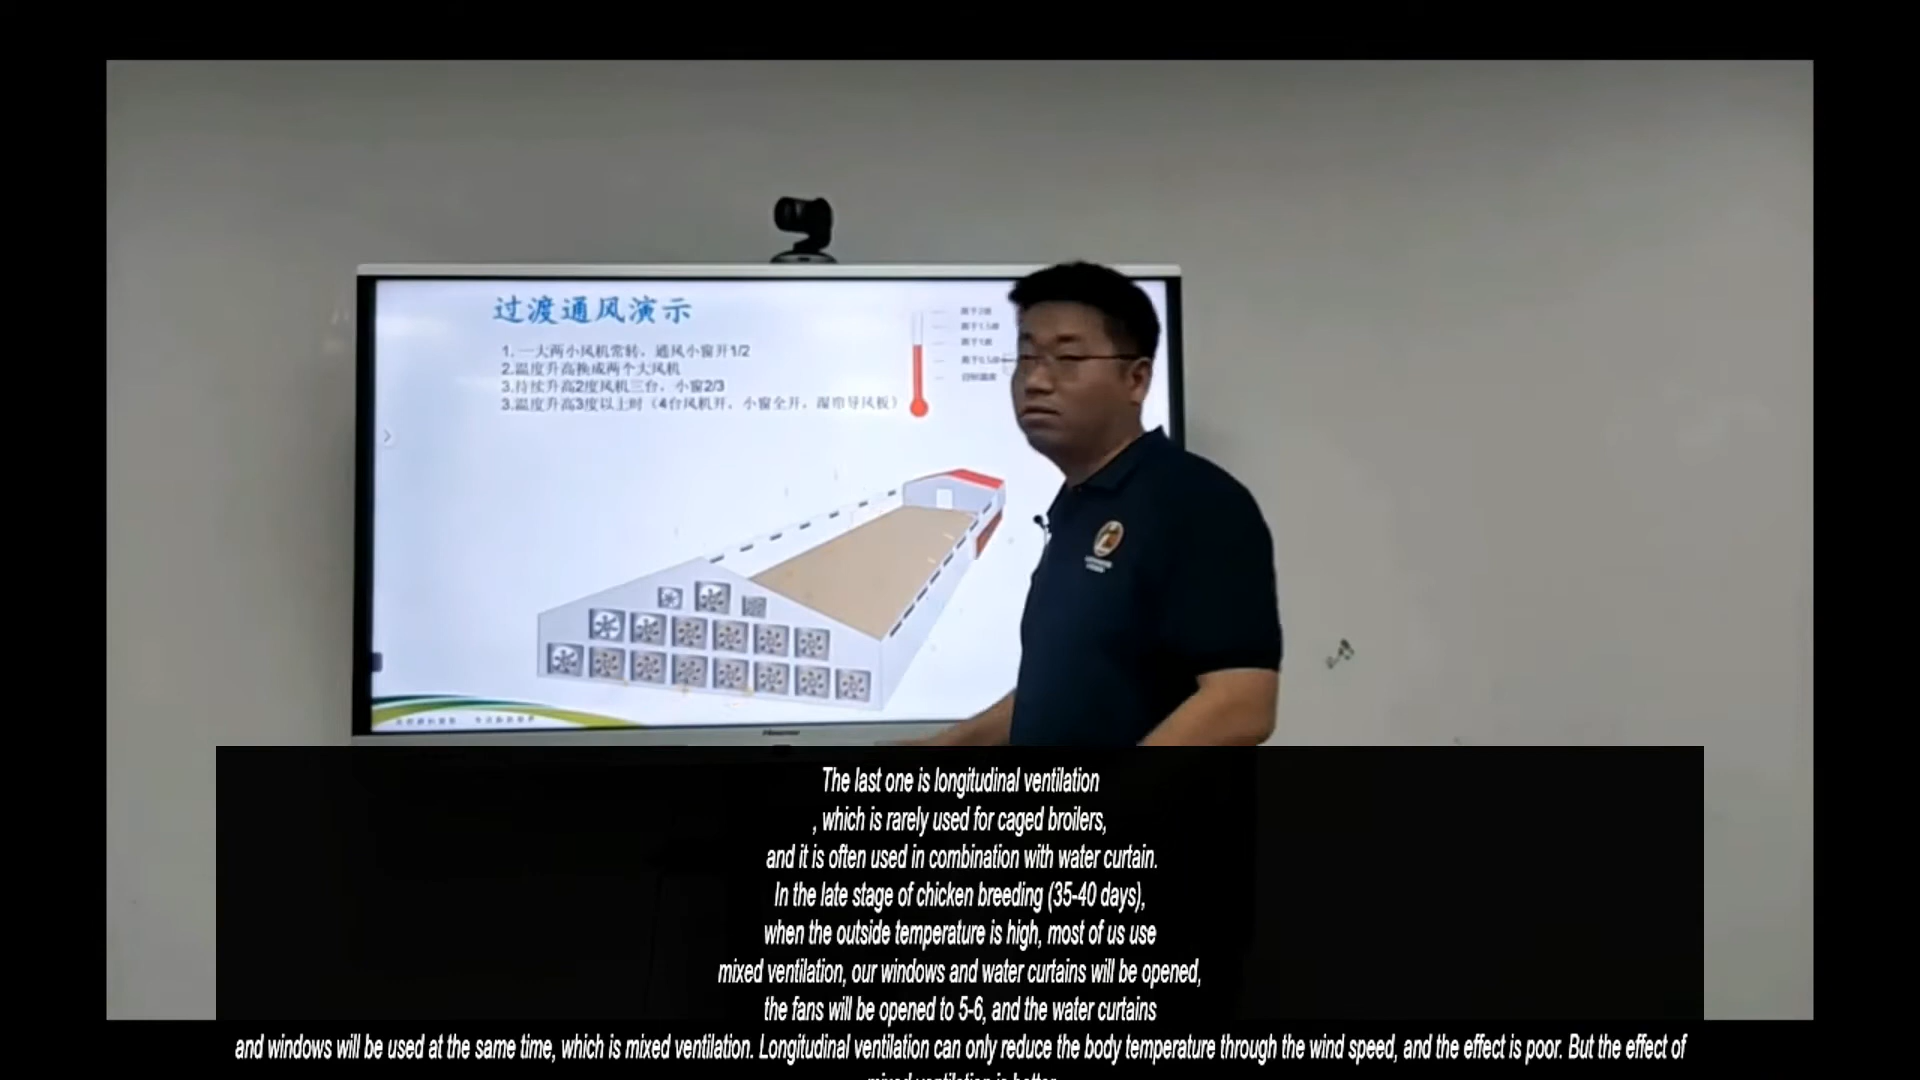 过渡通风演示
1. 一大两小风机常转，通风小窗开1/2
2.温度升高换成两个大风机
3.持续升高2度风机三台，小窗2/3
3.温度升高3度以上时（4台风机开，小窗全开，湿帘导风板）
目标温度
Hisense
The last one is longitudinal ventilation
, which is rarely used for caged broilers,
and it is often used in combination with water curtain.
In the late stage of chicken breeding (35-40 days),
when the outside temperature is high, most of us use
mixed ventilation, our windows and water curtains will be opened,
the fans will be opened to 5-6, and the water curtains
and windows will be used at the same time, which is mixed ventilation. Longitudinal ventilation can only reduce the body temperature through the wind speed, and the effect is poor. But the effect of
mixed ventilation is better